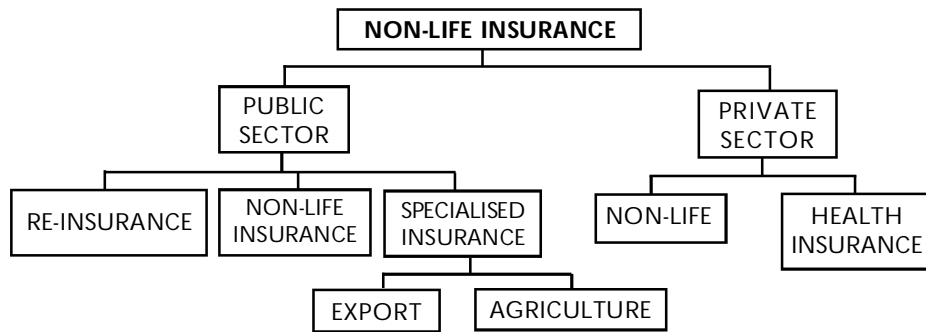 NON-LIFE INSURANCE
PUBLIC
SECTOR
PRIVATE
SECTOR
RE-INSURANCE
NON-LIFE
INSURANCE
SPECIALISED
INSURANCE
NON-LIFE
HEALTH
INSURANCE
EXPORT
AGRICULTURE